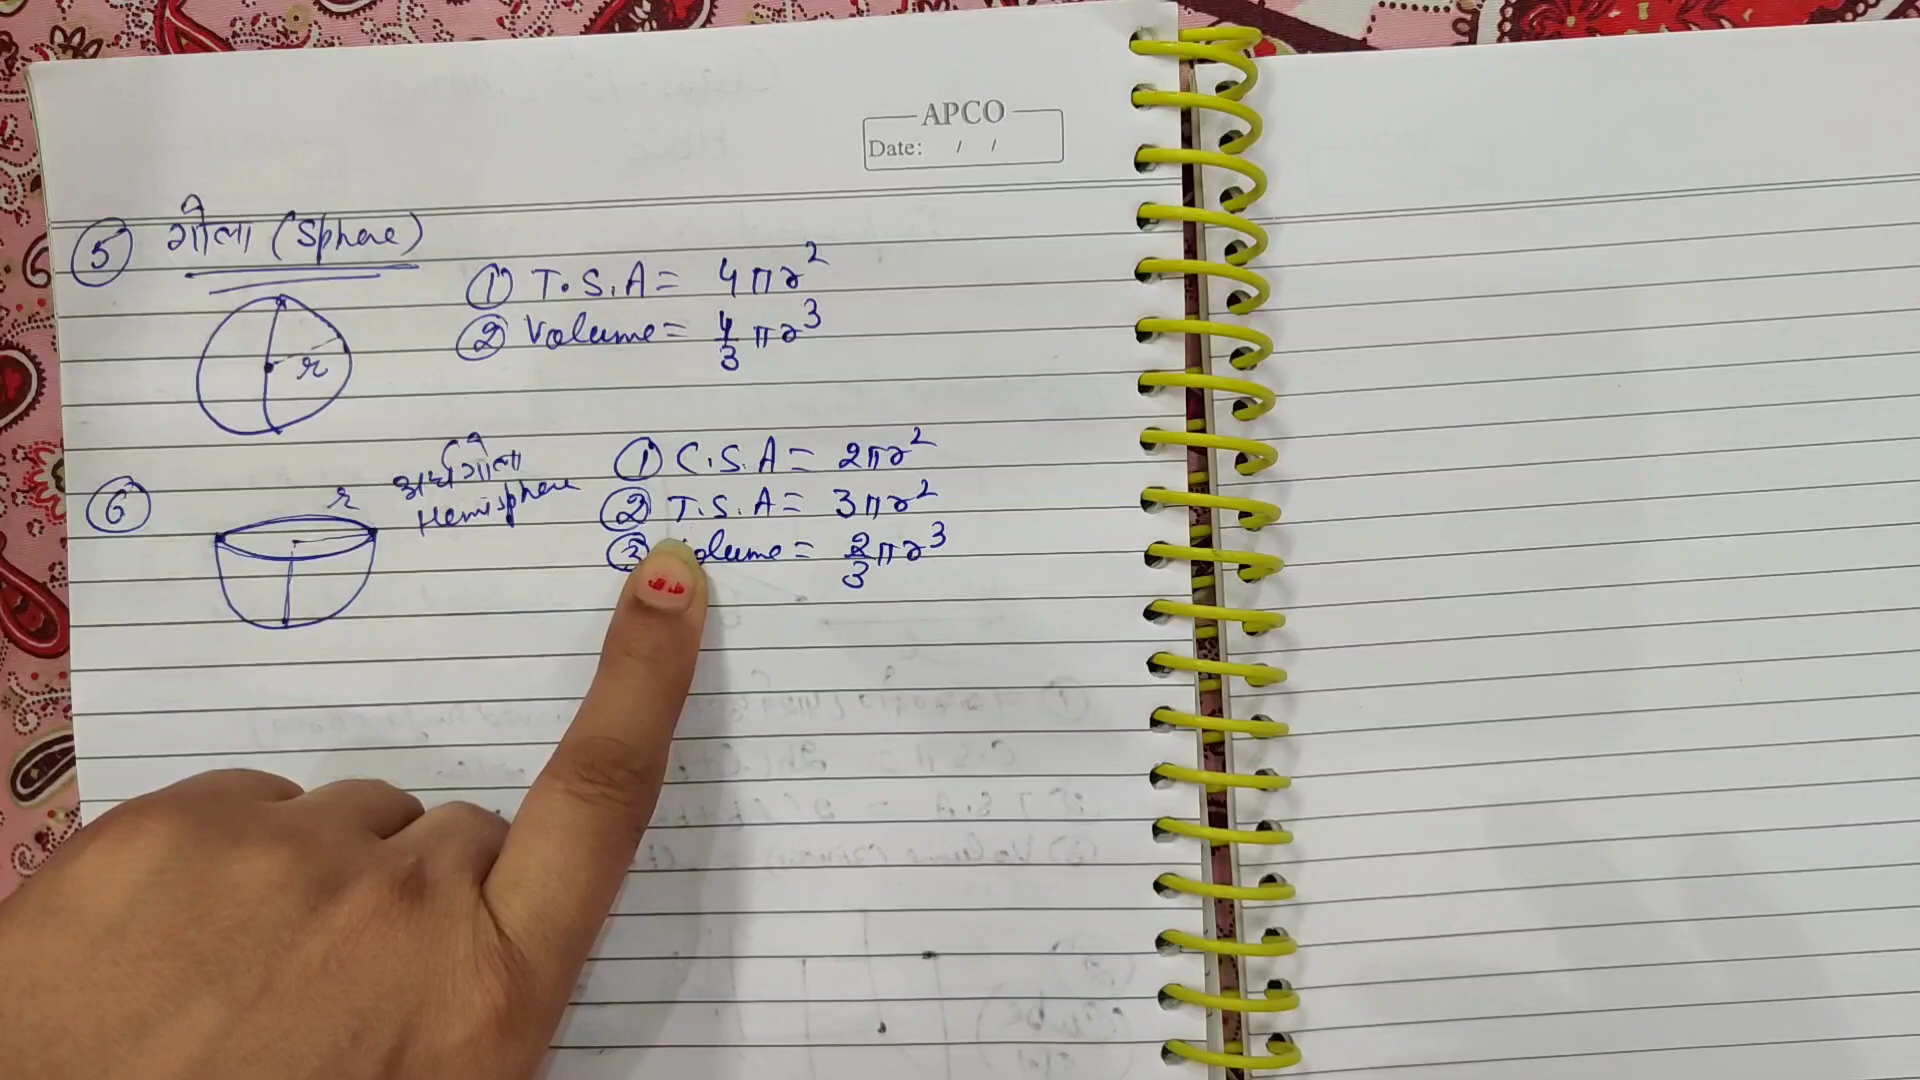 APCO
Date: / /
5 गोला (Sphere)
① T.S.A = 4πr²
② Volume = 4/3 πr³
r
6 अर्धगोला
Hemisphere
r
① C.S.A = 2πr²
② T.S.A = 3πr²
③ Volume = 2/3 πr³